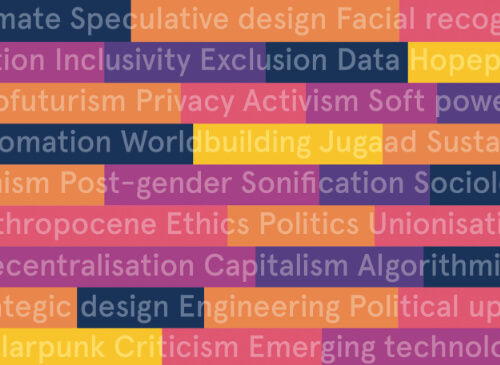 mate Speculative design Facial recog
tion Inclusivity Exclusion Data Hopep
ofuturism Privacy Activism Soft powe
omation Worldbuilding Jugaad Susta
nism Post-gender Sonification Sociol
thropocene Ethics Politics Unionisati
ecentralisation Capitalism Algorithmi
ategic design Engineering Political up
larpunk Criticism Emerging technolo